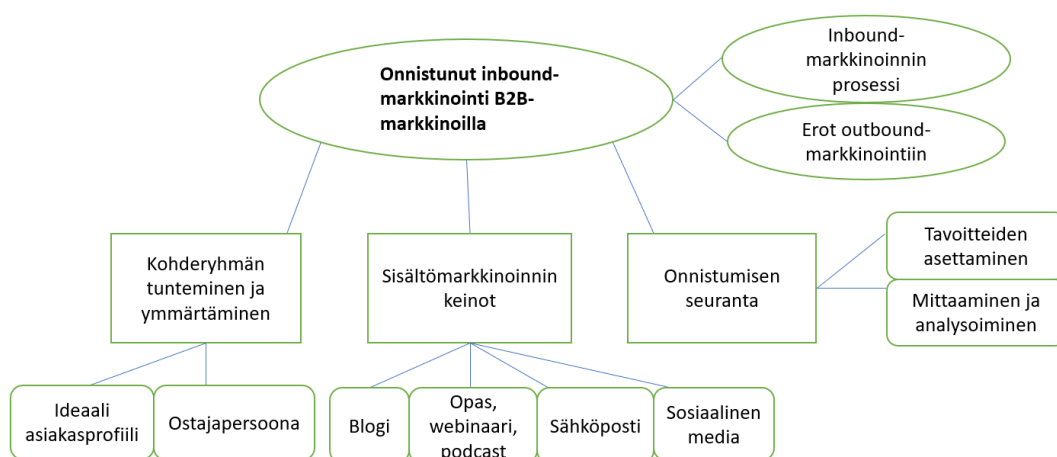 Onnistunut inbound-
markkinointi B2B-
markkinoilla
Inbound-
markkinoinnin
prosessi
Erot outbound-
markkinointiin
Kohderyhmän
tunteminen ja
ymmärtäminen
Sisältömarkkinoinnin
keinot
Onnistumisen
seuranta
Tavoitteiden
asettaminen
Mittaaminen ja
analysoiminen
Ideaali
asiakasprofiili
Ostajapersoona
Blogi
Opas,
webinaari,
podcast
Sähköposti
Sosiaalinen
media